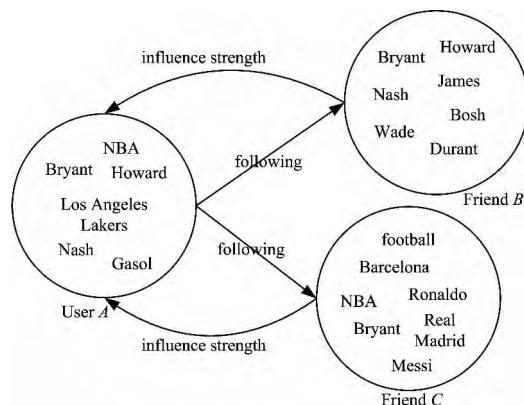 influence strength
Bryant Howard
James
Nash
Bosh
Wade
Durant
Friend B
following
NBA
Bryant Howard
Los Angeles
Lakers
Nash
Gasol
User A
following
influence strength
football
Barcelona
Ronaldo
NBA
Real
Bryant
Madrid
Messi
Friend C